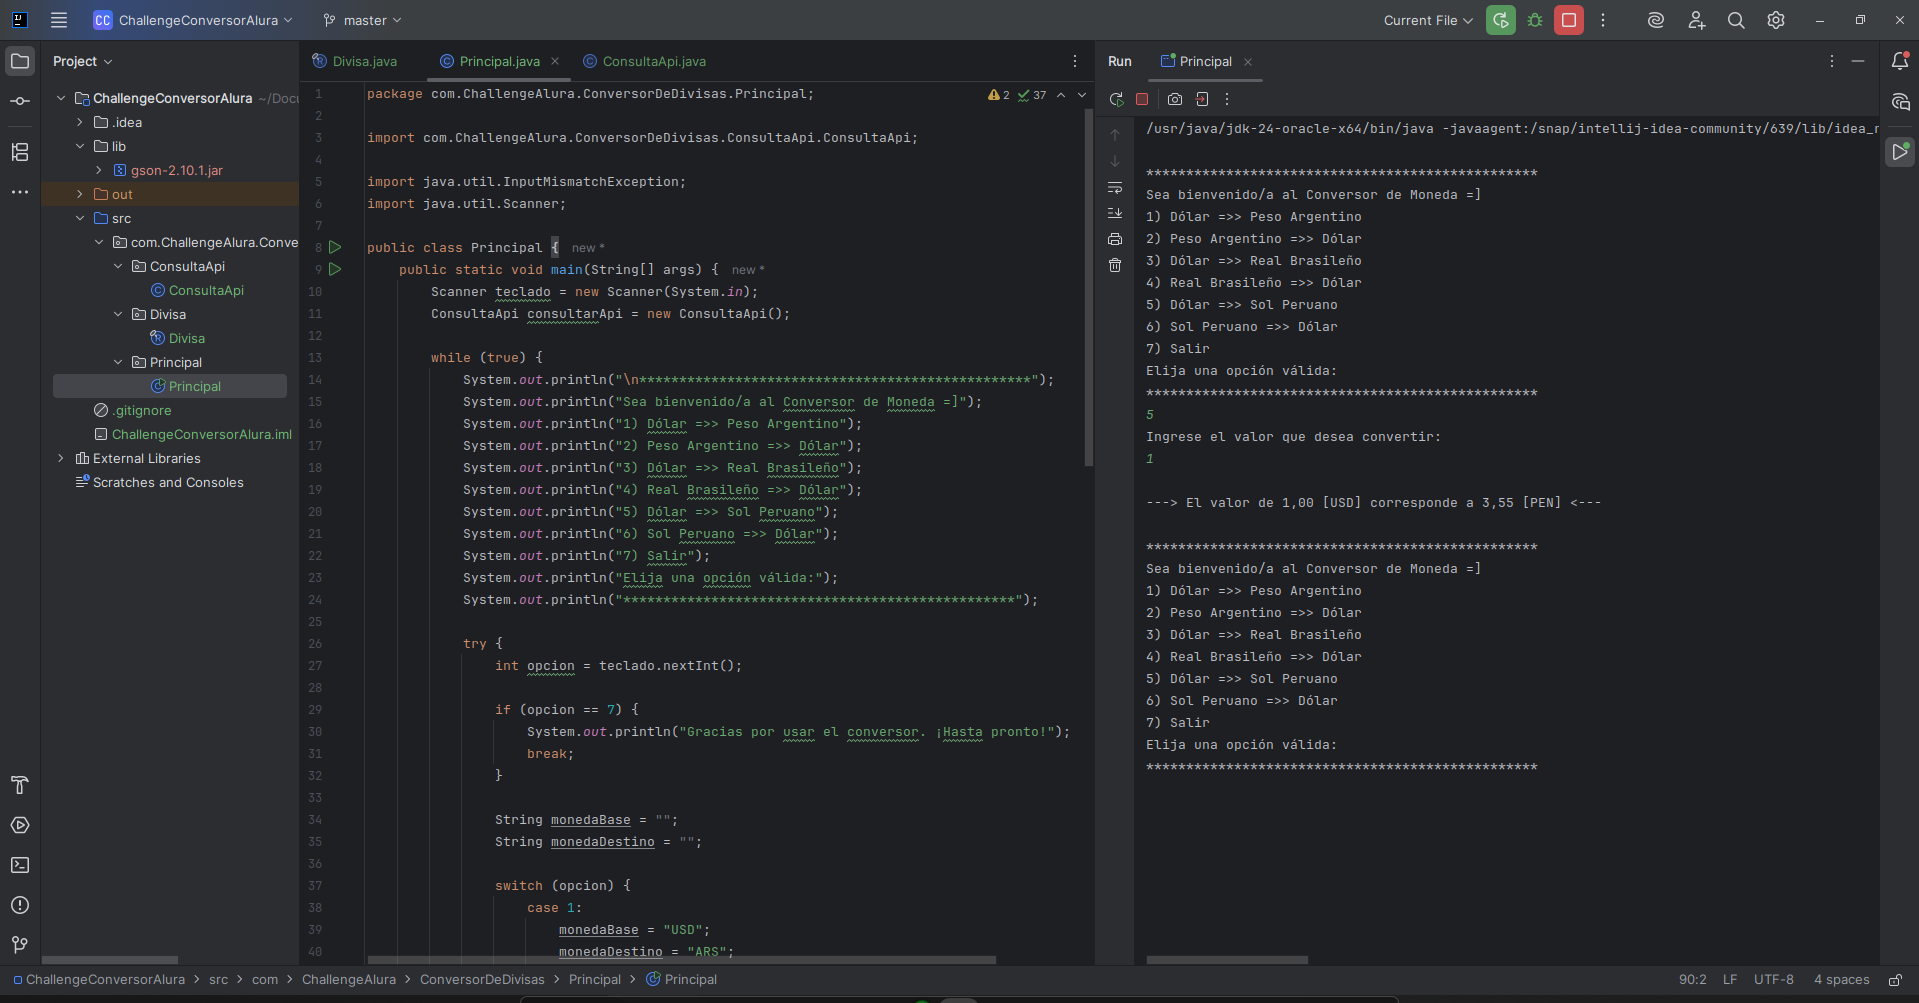 CC ChallengeConversorAlura
master
Current File
Project
ChallengeConversorAlura ~/Docu
.idea
lib
gson-2.10.1.jar
out
src
com.ChallengeAlura.Conve
ConsultaApi
ConsultaApi
Divisa
Divisa
Principal
Principal
.gitignore
ChallengeConversorAlura.iml
External Libraries
Scratches and Consoles
Divisa.java
Principal.java
ConsultaApi.java
2 37
1 package com.ChallengeAlura.ConversorDeDivisas.Principal;
2
3 import com.ChallengeAlura.ConversorDeDivisas.ConsultaApi.ConsultaApi;
4
5 import java.util.InputMismatchException;
6 import java.util.Scanner;
7
8 public class Principal { new *
9 public static void main(String[] args) { new *
10 Scanner teclado = new Scanner(System.in);
11 ConsultaApi consultarApi = new ConsultaApi();
12
13 while (true) {
14 System.out.println("\n*************************************************");
15 System.out.println("Sea bienvenido/a al Conversor de Moneda =]");
16 System.out.println("1) Dólar =>> Peso Argentino");
17 System.out.println("2) Peso Argentino =>> Dólar");
18 System.out.println("3) Dólar =>> Real Brasileño");
19 System.out.println("4) Real Brasileño =>> Dólar");
20 System.out.println("5) Dólar =>> Sol Peruano");
21 System.out.println("6) Sol Peruano =>> Dólar");
22 System.out.println("7) Salir");
23 System.out.println("Elija una opción válida:");
24 System.out.println("*************************************************");
25
26 try {
27 int opcion = teclado.nextInt();
28
29 if (opcion == 7) {
30 System.out.println("Gracias por usar el conversor. ¡Hasta pronto!");
31 break;
32 }
33
34 String monedaBase = "";
35 String monedaDestino = "";
36
37 switch (opcion) {
38 case 1:
39 monedaBase = "USD";
40 monedaDestino = "ARS";
Run
Principal
/usr/java/jdk-24-oracle-x64/bin/java -javaagent:/snap/intellij-idea-community/639/lib/idea_r
*************************************************
Sea bienvenido/a al Conversor de Moneda =]
1) Dólar =>> Peso Argentino
2) Peso Argentino =>> Dólar
3) Dólar =>> Real Brasileño
4) Real Brasileño =>> Dólar
5) Dólar =>> Sol Peruano
6) Sol Peruano =>> Dólar
7) Salir
Elija una opción válida:
*************************************************
5
Ingrese el valor que desea convertir:
1
---> El valor de 1,00 [USD] corresponde a 3,55 [PEN] <---
*************************************************
Sea bienvenido/a al Conversor de Moneda =]
1) Dólar =>> Peso Argentino
2) Peso Argentino =>> Dólar
3) Dólar =>> Real Brasileño
4) Real Brasileño =>> Dólar
5) Dólar =>> Sol Peruano
6) Sol Peruano =>> Dólar
7) Salir
Elija una opción válida:
*************************************************
ChallengeConversorAlura > src > com > ChallengeAlura > ConversorDeDivisas > Principal > Principal
90:2 LF UTF-8 4 spaces